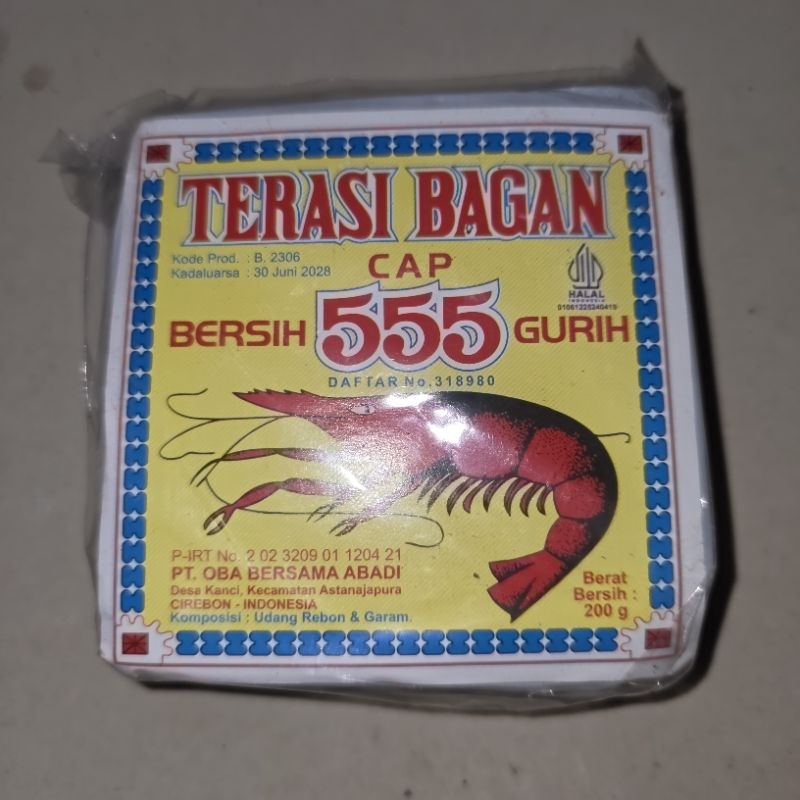 TERASI BAGAN
Kode Prod. : B. 2306
Kadaluarsa : 30 Juni 2028
CAP
HALAL
INDONESIA
BERSIH 555 GURIH
DAFTAR No.318980
P-IRT No. 2 02 3209 01 1204 21
PT. OBA BERSAMA ABADI
Desa Kanci, Kecamatan Astanajapura
CIREBON - INDONESIA
Komposisi : Udang Rebon & Garam.
Berat
Bersih :
200 g